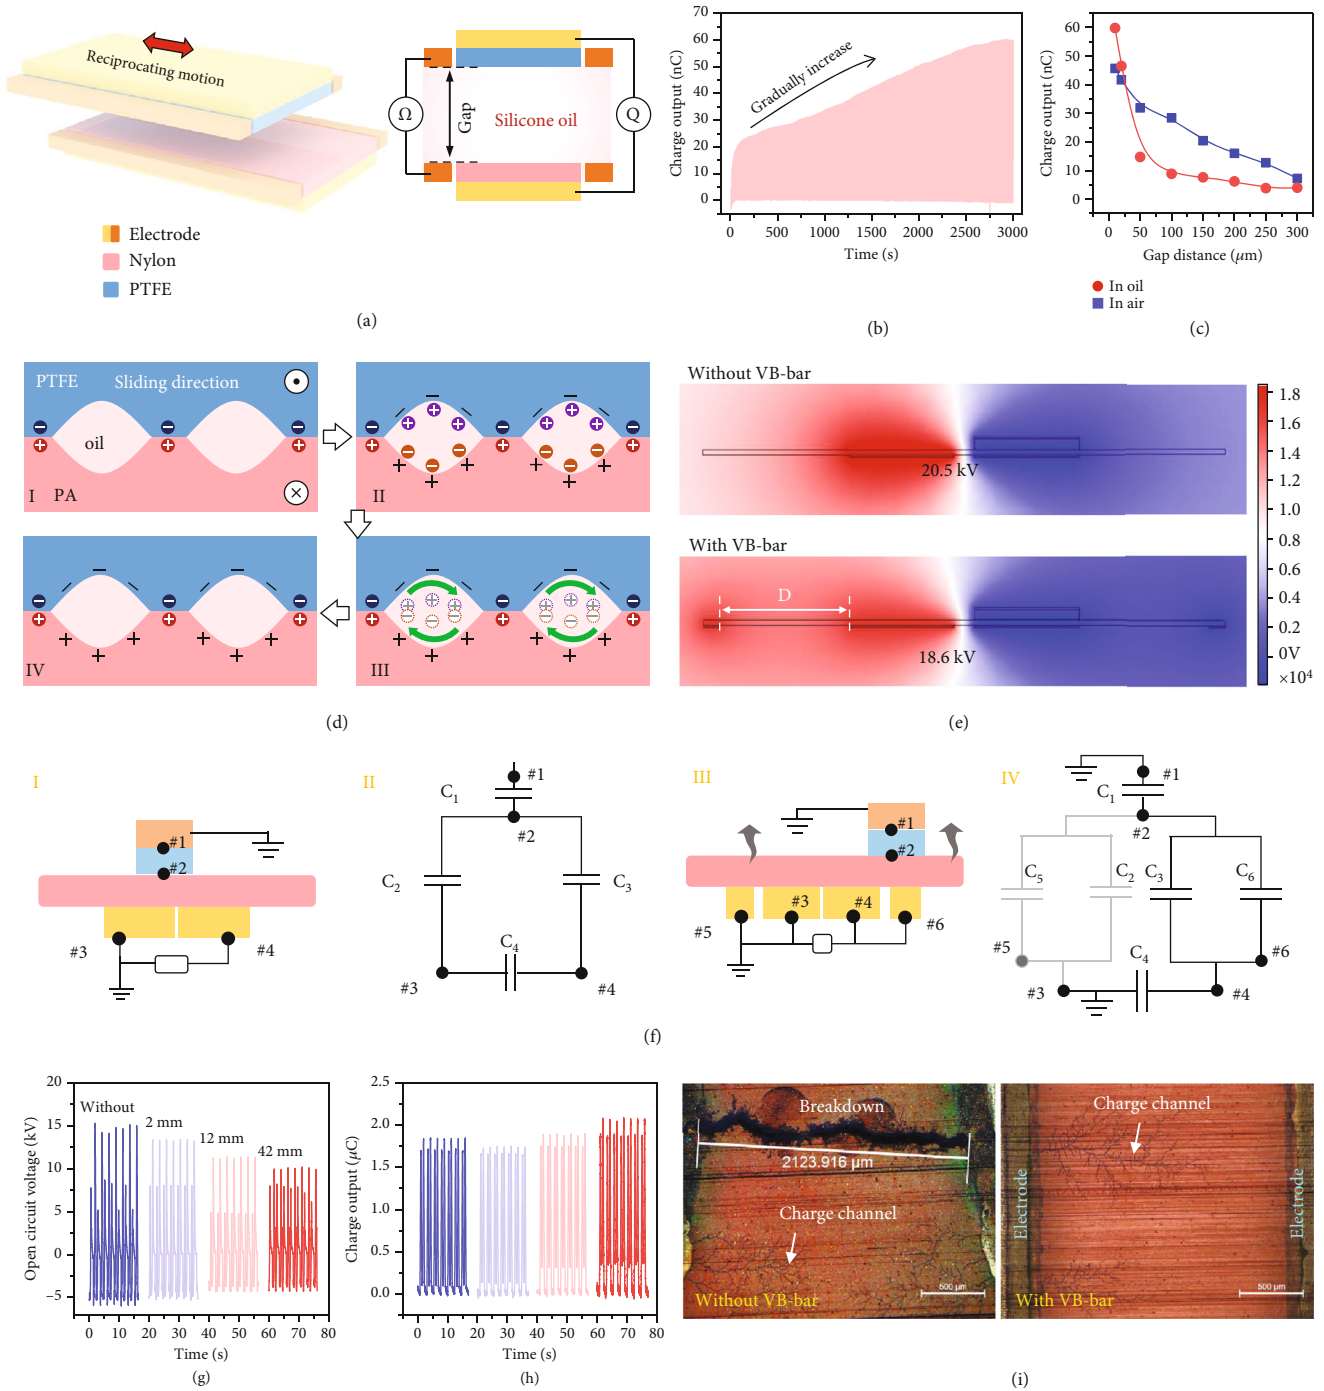 Reciprocating motion
Ω
Gap
Silicone oil
Q
Electrode
Nylon
PTFE
(a)
Charge output (nC)
70
60
50
40
30
20
10
0
Gradually increase
0 500 1000 1500 2000 2500 3000
Time (s)
(b)
Charge output (nC)
60
50
40
30
20
10
0
0 50 100 150 200 250 300
Gap distance (μm)
In oil
In air
(c)
PTFE Sliding direction
oil
I PA
II
IV
III
(d)
Without VB-bar
20.5 kV
With VB-bar
D
18.6 kV
1.8
1.6
1.4
1.2
1.0
0.8
0.6
0.4
0.2
0V
×10⁴
(e)
I
#1
#2
#3
#4
II
#1
C₁
#2
C₂
C₃
C₄
#3
#4
III
#1
#2
#3
#4
#5
#6
IV
#1
C₁
#2
C₅
C₂
C₃
C₆
#5
#6
C₄
#3
#4
(f)
Open circuit voltage (kV)
20
15
10
5
0
−5
Without
2 mm
12 mm
42 mm
0 10 20 30 40 50 60 70 80
Time (s)
(g)
Charge output (μC)
2.5
2.0
1.5
1.0
0.5
0.0
0 10 20 30 40 50 60 70 80
Time (s)
(h)
Breakdown
2123.916 μm
Charge channel
500 μm
Without VB-bar
Charge channel
Electrode
Electrode
500 μm
With VB-bar
(i)